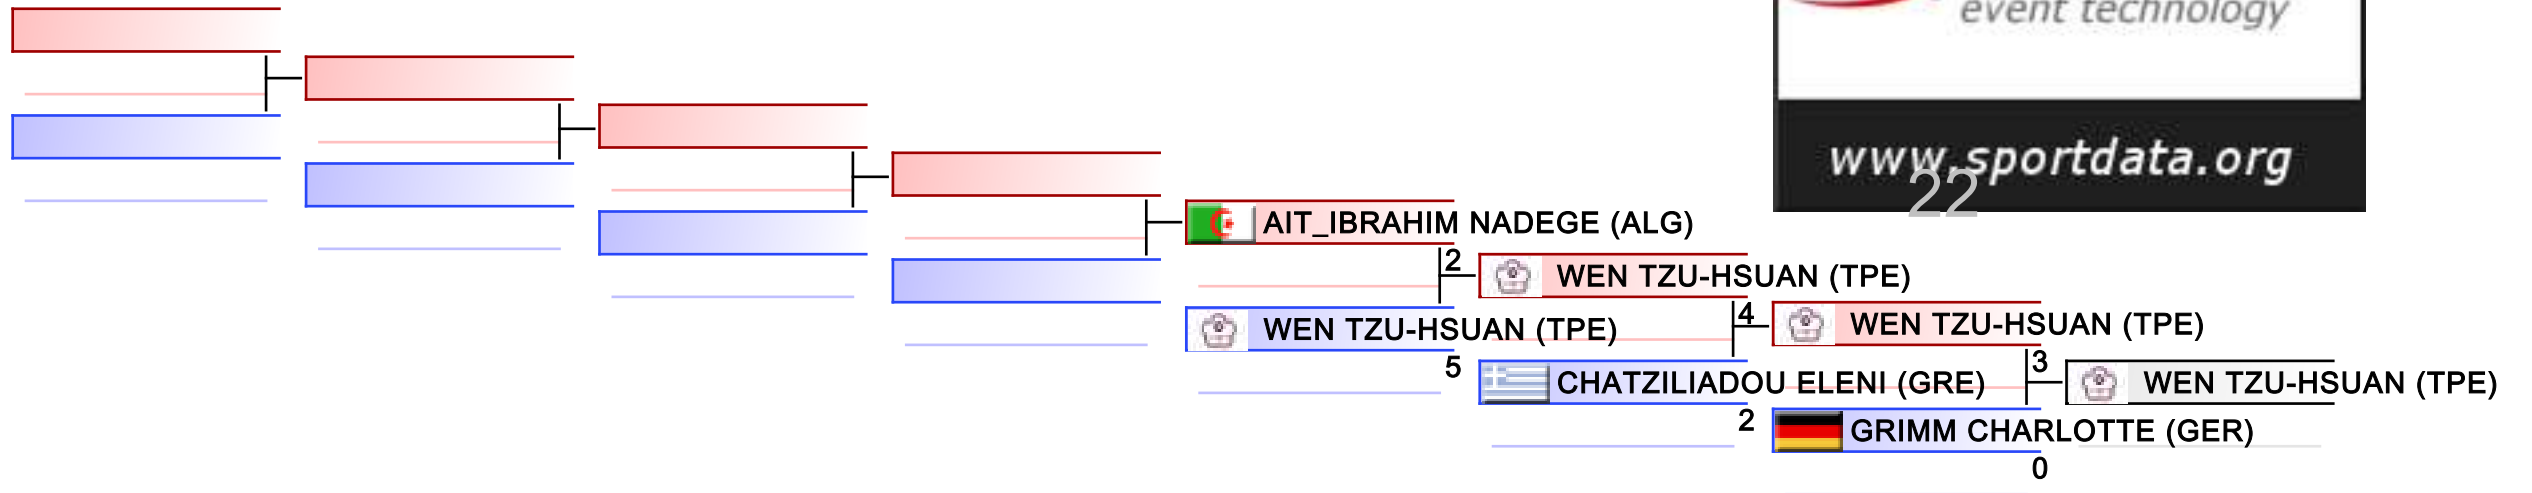 event technology
www.sportdata.org
22
AIT_IBRAHIM NADEGE (ALG)
2
WEN TZU-HSUAN (TPE)
4
WEN TZU-HSUAN (TPE)
WEN TZU-HSUAN (TPE)
3
5
CHATZILIADOU ELENI (GRE)
WEN TZU-HSUAN (TPE)
2
GRIMM CHARLOTTE (GER)
0